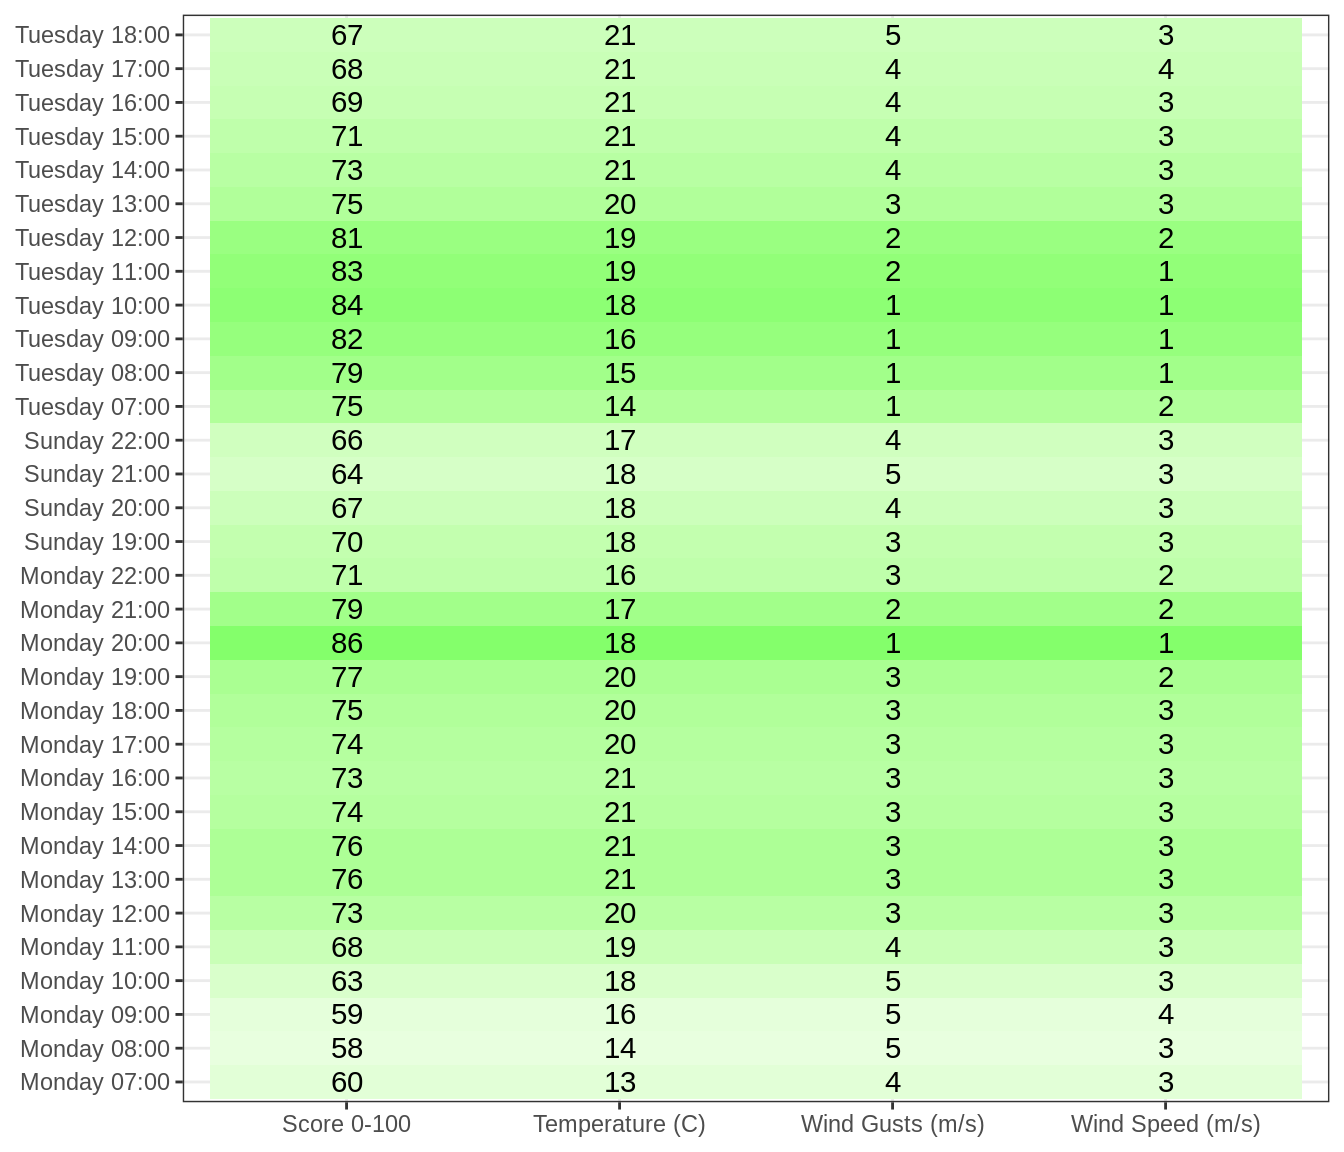 Tuesday 18:00 67 21 5 3
Tuesday 17:00 68 21 4 4
Tuesday 16:00 69 21 4 3
Tuesday 15:00 71 21 4 3
Tuesday 14:00 73 21 4 3
Tuesday 13:00 75 20 3 3
Tuesday 12:00 81 19 2 2
Tuesday 11:00 83 19 2 1
Tuesday 10:00 84 18 1 1
Tuesday 09:00 82 16 1 1
Tuesday 08:00 79 15 1 1
Tuesday 07:00 75 14 1 2
Sunday 22:00 66 17 4 3
Sunday 21:00 64 18 5 3
Sunday 20:00 67 18 4 3
Sunday 19:00 70 18 3 3
Monday 22:00 71 16 3 2
Monday 21:00 79 17 2 2
Monday 20:00 86 18 1 1
Monday 19:00 77 20 3 2
Monday 18:00 75 20 3 3
Monday 17:00 74 20 3 3
Monday 16:00 73 21 3 3
Monday 15:00 74 21 3 3
Monday 14:00 76 21 3 3
Monday 13:00 76 21 3 3
Monday 12:00 73 20 3 3
Monday 11:00 68 19 4 3
Monday 10:00 63 18 5 3
Monday 09:00 59 16 5 4
Monday 08:00 58 14 5 3
Monday 07:00 60 13 4 3
Score 0-100 Temperature (C) Wind Gusts (m/s) Wind Speed (m/s)